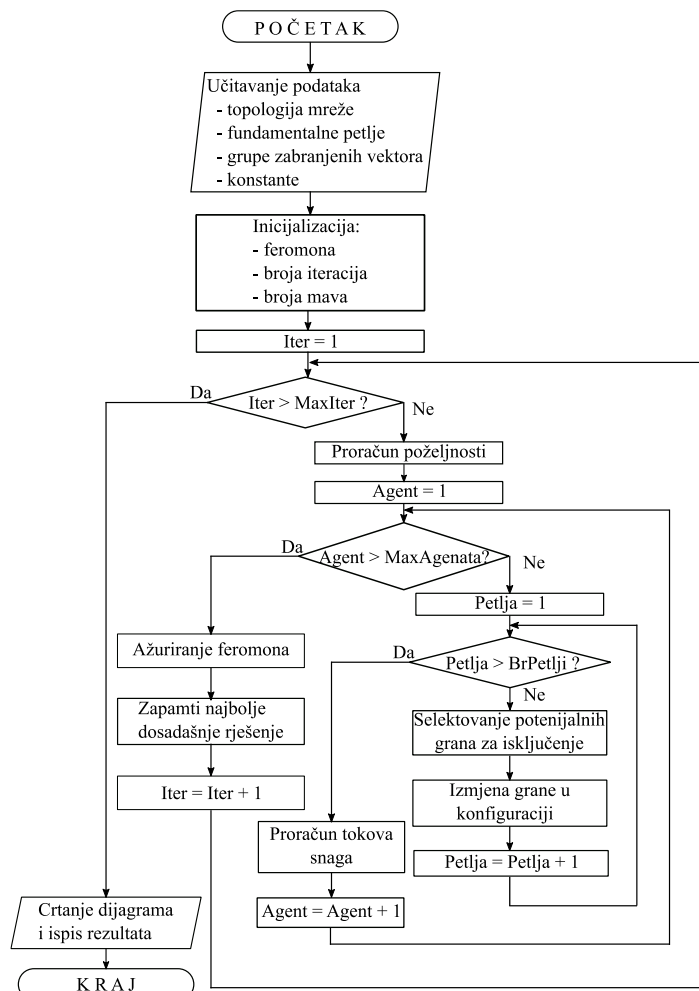 POČETAK
Učitavanje podataka
- topologija mreže
- fundamentalne petlje
- grupe zabranjenih vektora
- konstante
Inicijalizacija:
- feromona
- broja iteracija
- broja mava
Iter = 1
Da
Iter > MaxIter ?
Ne
Proračun poželjnosti
Agent = 1
Da
Agent > MaxAgenata?
Ne
Petlja = 1
Ažuriranje feromona
Da
Petlja > BrPetlji ?
Ne
Zapamti najbolje
dosadašnje rješenje
Selektovanje potenijalnih
grana za isključenje
Iter = Iter + 1
Izmjena grane u
konfiguraciji
Proračun tokova
snaga
Petlja = Petlja + 1
Agent = Agent + 1
Crtanje dijagrama
i ispis rezultata
KRAJ